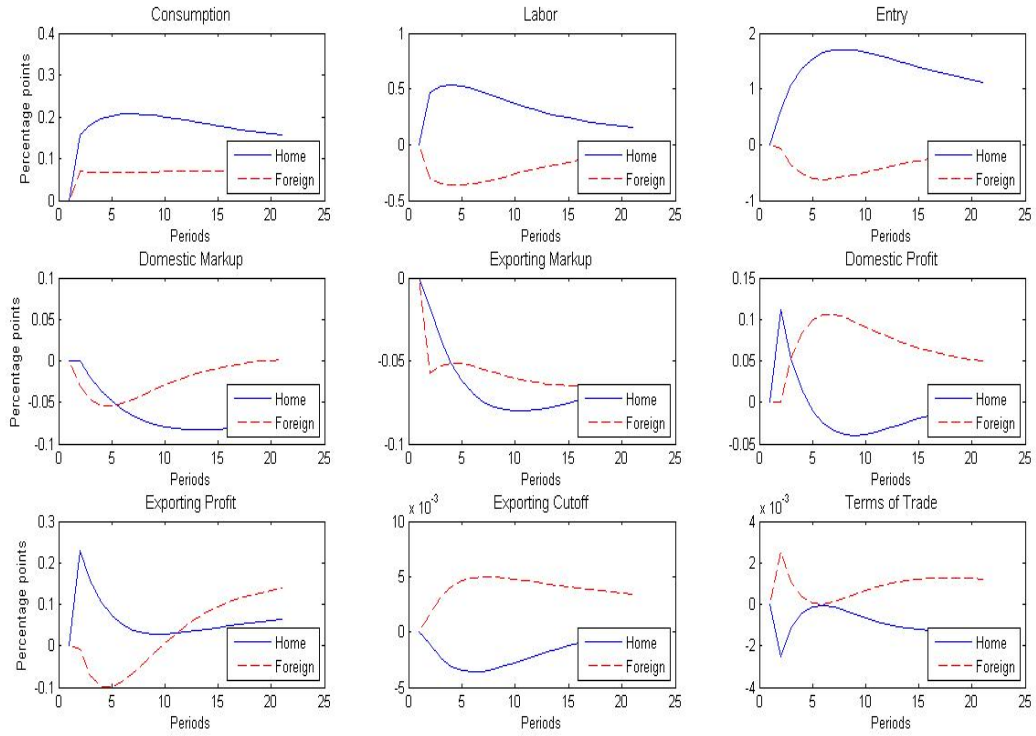 Consumption
Labor
Entry
Percentage points
0.4
0.3
0.2
0.1
0
Home
Foreign
0 5 10 15 20 25
Periods
1
0.5
0
-0.5
Home
Foreign
0 5 10 15 20 25
Periods
2
1
0
-1
Home
Foreign
0 5 10 15 20 25
Periods
Domestic Markup
Exporting Markup
Domestic Profit
Percentage points
0.1
0.05
0
-0.05
-0.1
Home
Foreign
0 5 10 15 20 25
Periods
0
-0.05
-0.1
Home
Foreign
0 5 10 15 20 25
Periods
0.15
0.1
0.05
0
-0.05
Home
Foreign
0 5 10 15 20 25
Periods
Exporting Profit
Exporting Cutoff
Terms of Trade
Percentage points
0.3
0.2
0.1
0
-0.1
Home
Foreign
0 5 10 15 20 25
Periods
x 10-3
10
5
0
-5
Home
Foreign
0 5 10 15 20 25
Periods
x 10-3
4
2
0
-2
-4
Home
Foreign
0 5 10 15 20 25
Periods